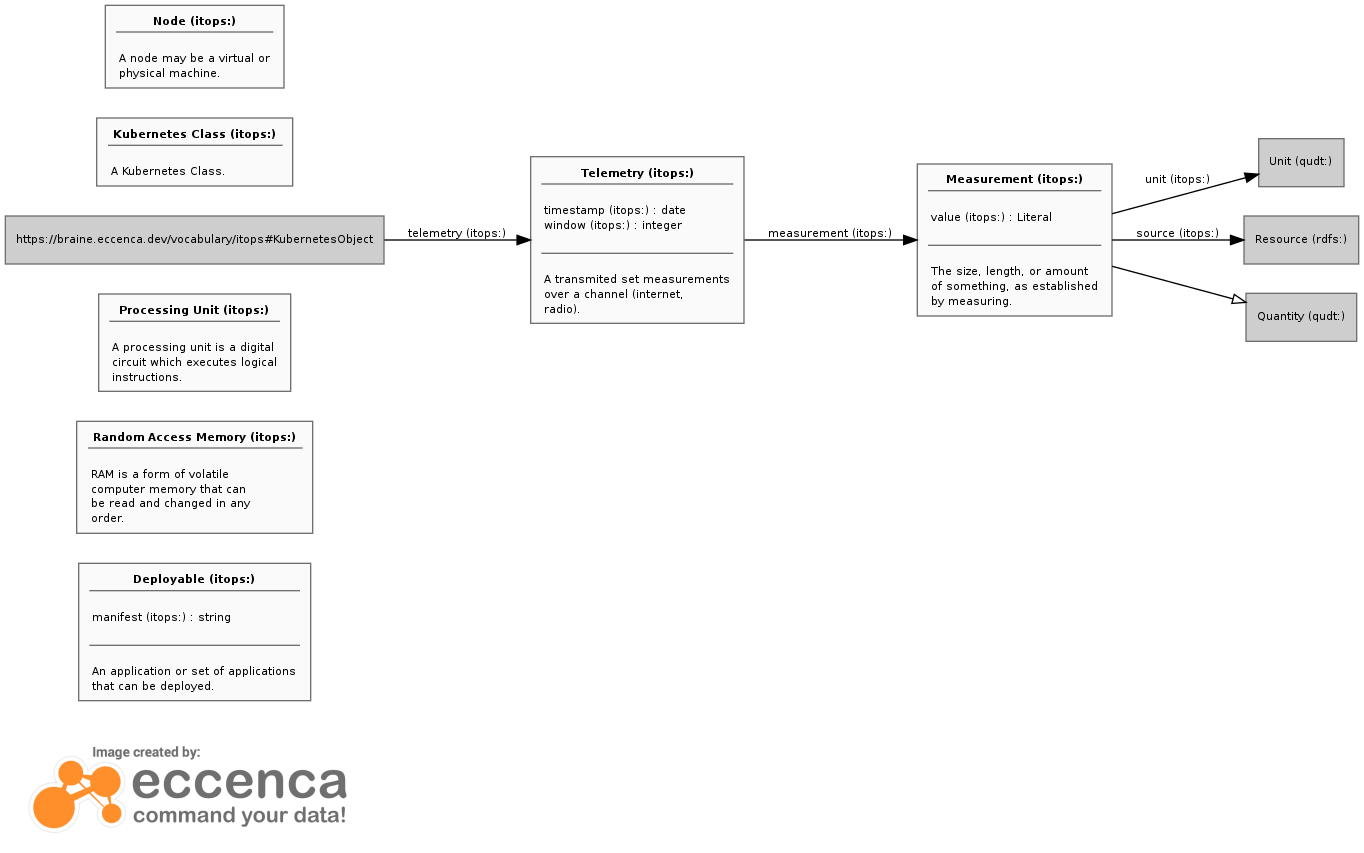 Node (itops:)
A node may be a virtual or
physical machine.
Kubernetes Class (itops:)
A Kubernetes Class.
https://braine.eccenca.dev/vocabulary/itops#KubernetesObject
Processing Unit (itops:)
A processing unit is a digital
circuit which executes logical
instructions.
Random Access Memory (itops:)
RAM is a form of volatile
computer memory that can
be read and changed in any
order.
Deployable (itops:)
manifest (itops:) : string
An application or set of applications
that can be deployed.
telemetry (itops:)
Telemetry (itops:)
timestamp (itops:) : date
window (itops:) : integer
A transmited set measurements
over a channel (internet,
radio).
measurement (itops:)
Measurement (itops:)
value (itops:) : Literal
The size, length, or amount
of something, as established
by measuring.
unit (itops:)
source (itops:)
Unit (qudt:)
Resource (rdfs:)
Quantity (qudt:)
Image created by:
eccenca
command your data!